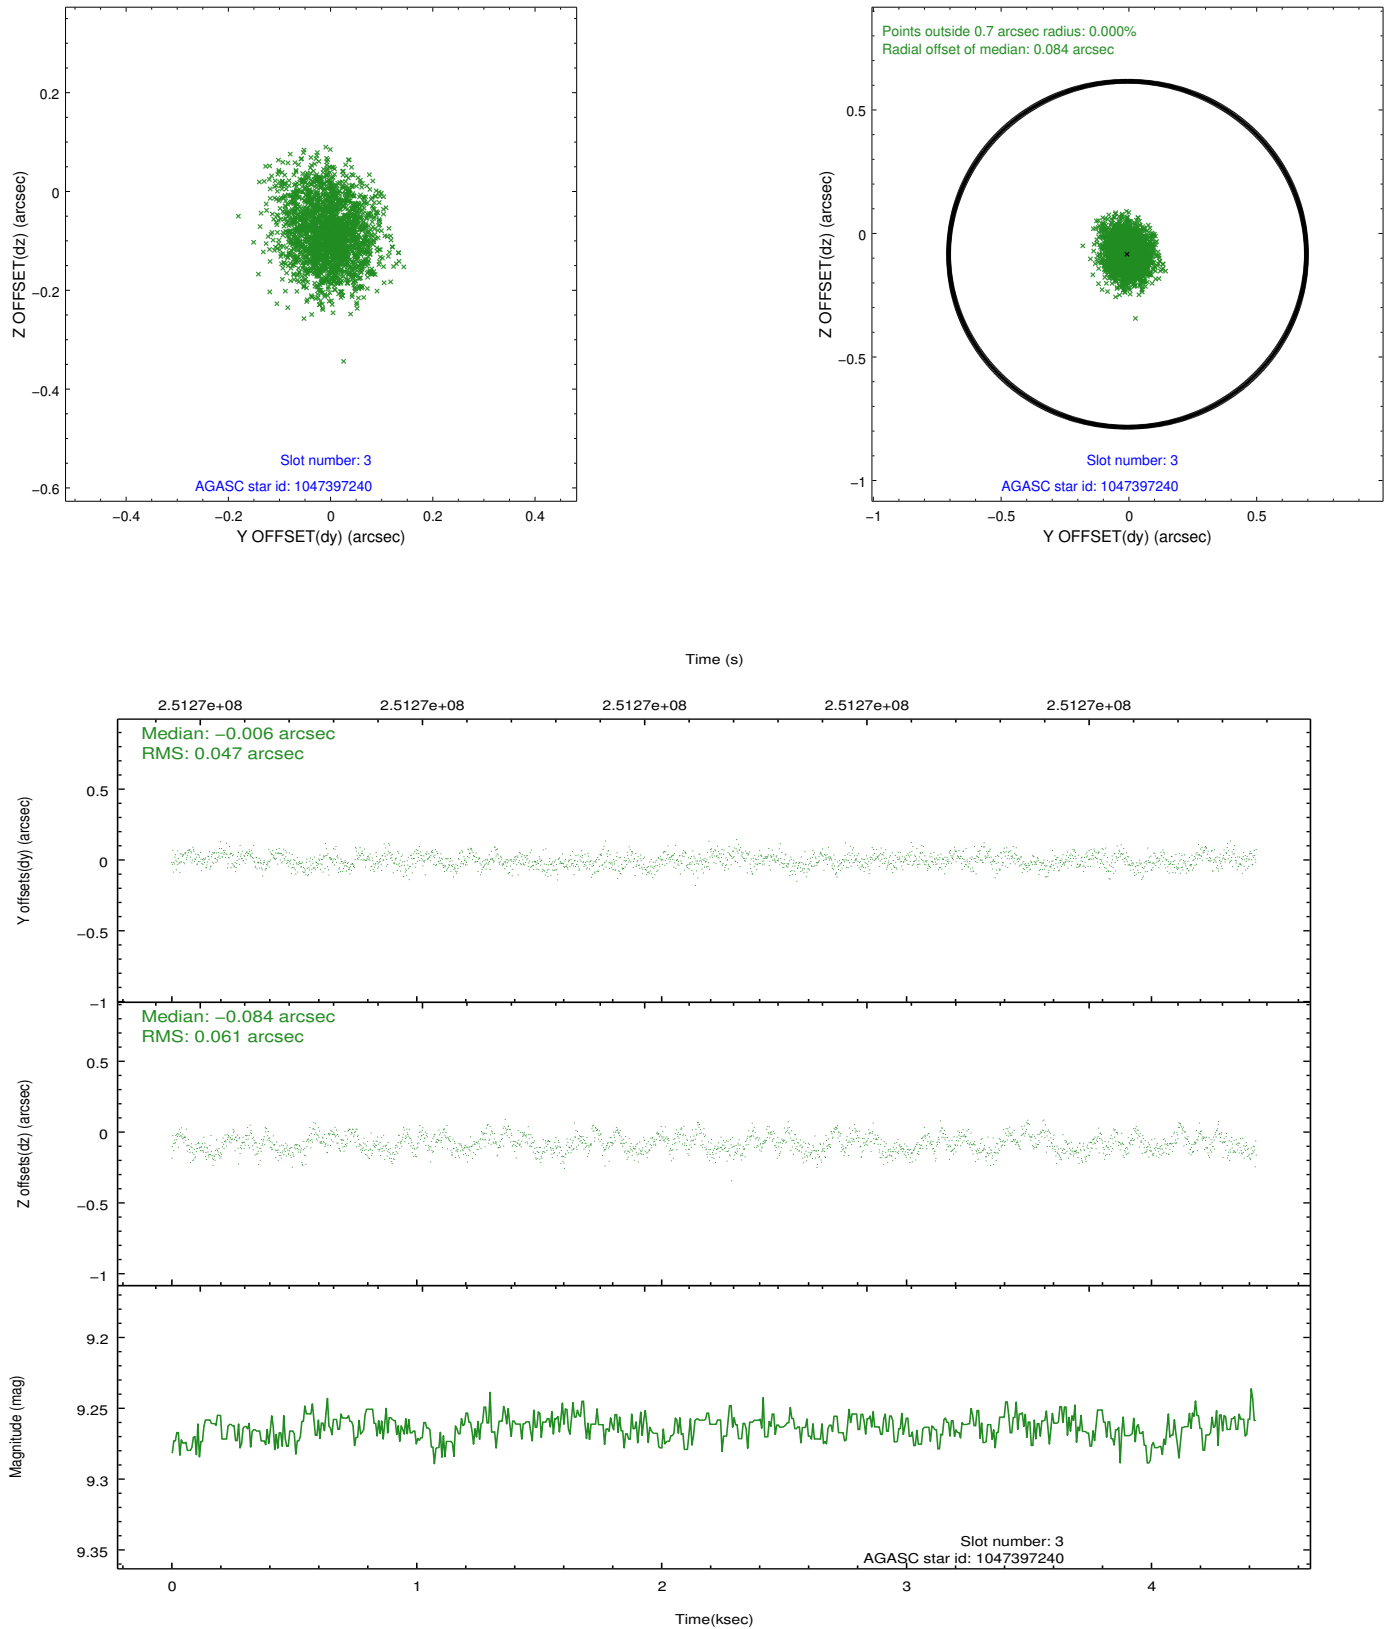 0.2
0
−0.2
−0.4
−0.6
Z OFFSET(dz) (arcsec)
Slot number: 3
AGASC star id: 1047397240
−0.4 −0.2 0 0.2 0.4
Y OFFSET(dy) (arcsec)
Points outside 0.7 arcsec radius: 0.000%
Radial offset of median: 0.084 arcsec
0.5
0
−0.5
−1
Z OFFSET(dz) (arcsec)
Slot number: 3
AGASC star id: 1047397240
−1 −0.5 0 0.5
Y OFFSET(dy) (arcsec)
Time (s)
2.5127e+08 2.5127e+08 2.5127e+08 2.5127e+08 2.5127e+08
Median: −0.006 arcsec
RMS: 0.047 arcsec
0.5
0
−0.5
−1
Y offsets(dy) (arcsec)
Median: −0.084 arcsec
RMS: 0.061 arcsec
0.5
0
−0.5
−1
Z offsets(dz) (arcsec)
9.2
9.25
9.3
9.35
Magnitude (mag)
Slot number: 3
AGASC star id: 1047397240
0 1 2 3 4
Time(ksec)